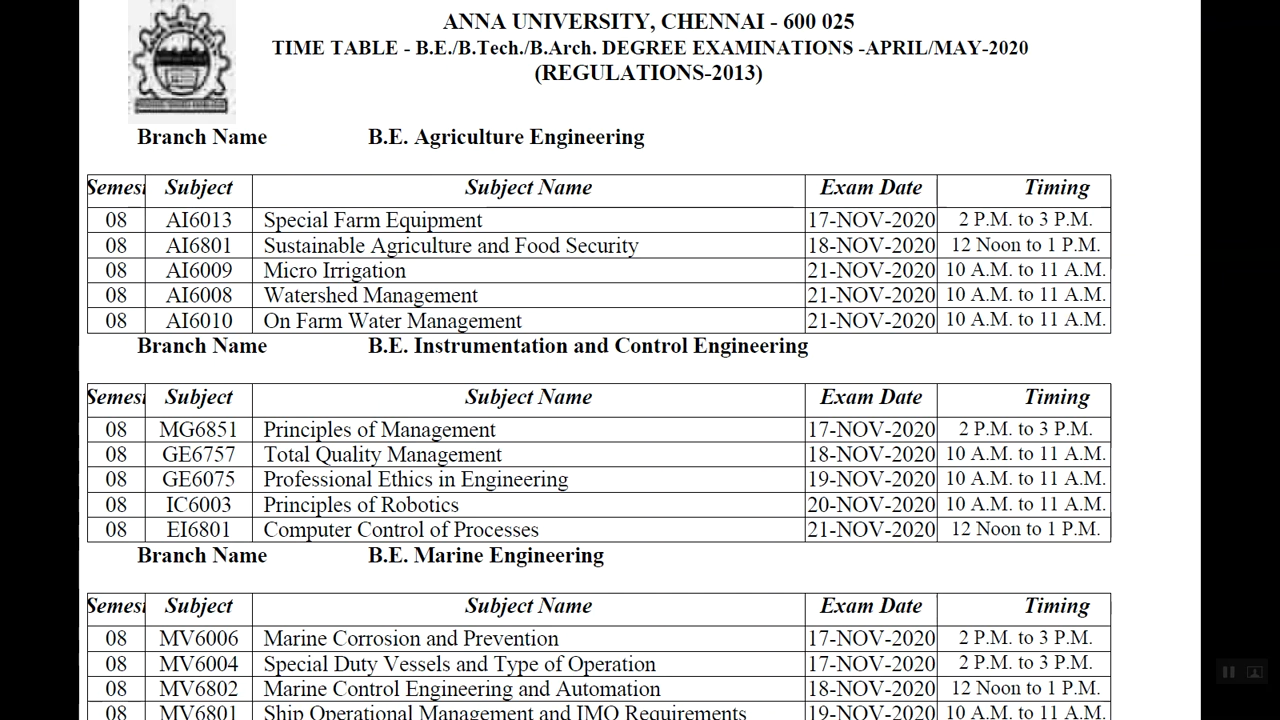 ANNA UNIVERSITY, CHENNAI - 600 025
TIME TABLE - B.E./B.Tech./B.Arch. DEGREE EXAMINATIONS -APRIL/MAY-2020
(REGULATIONS-2013)
Branch Name B.E. Agriculture Engineering
Semest Subject Subject Name Exam Date Timing
08 AI6013 Special Farm Equipment 17-NOV-2020 2 P.M. to 3 P.M.
08 AI6801 Sustainable Agriculture and Food Security 18-NOV-2020 12 Noon to 1 P.M.
08 AI6009 Micro Irrigation 21-NOV-2020 10 A.M. to 11 A.M.
08 AI6008 Watershed Management 21-NOV-2020 10 A.M. to 11 A.M.
08 AI6010 On Farm Water Management 21-NOV-2020 10 A.M. to 11 A.M.
Branch Name B.E. Instrumentation and Control Engineering
Semest Subject Subject Name Exam Date Timing
08 MG6851 Principles of Management 17-NOV-2020 2 P.M. to 3 P.M.
08 GE6757 Total Quality Management 18-NOV-2020 10 A.M. to 11 A.M.
08 GE6075 Professional Ethics in Engineering 19-NOV-2020 10 A.M. to 11 A.M.
08 IC6003 Principles of Robotics 20-NOV-2020 10 A.M. to 11 A.M.
08 EI6801 Computer Control of Processes 21-NOV-2020 12 Noon to 1 P.M.
Branch Name B.E. Marine Engineering
Semest Subject Subject Name Exam Date Timing
08 MV6006 Marine Corrosion and Prevention 17-NOV-2020 2 P.M. to 3 P.M.
08 MV6004 Special Duty Vessels and Type of Operation 17-NOV-2020 2 P.M. to 3 P.M.
08 MV6802 Marine Control Engineering and Automation 18-NOV-2020 12 Noon to 1 P.M.
08 MV6801 Ship Operational Management and IMO Requirements 19-NOV-2020 10 A.M. to 11 A.M.